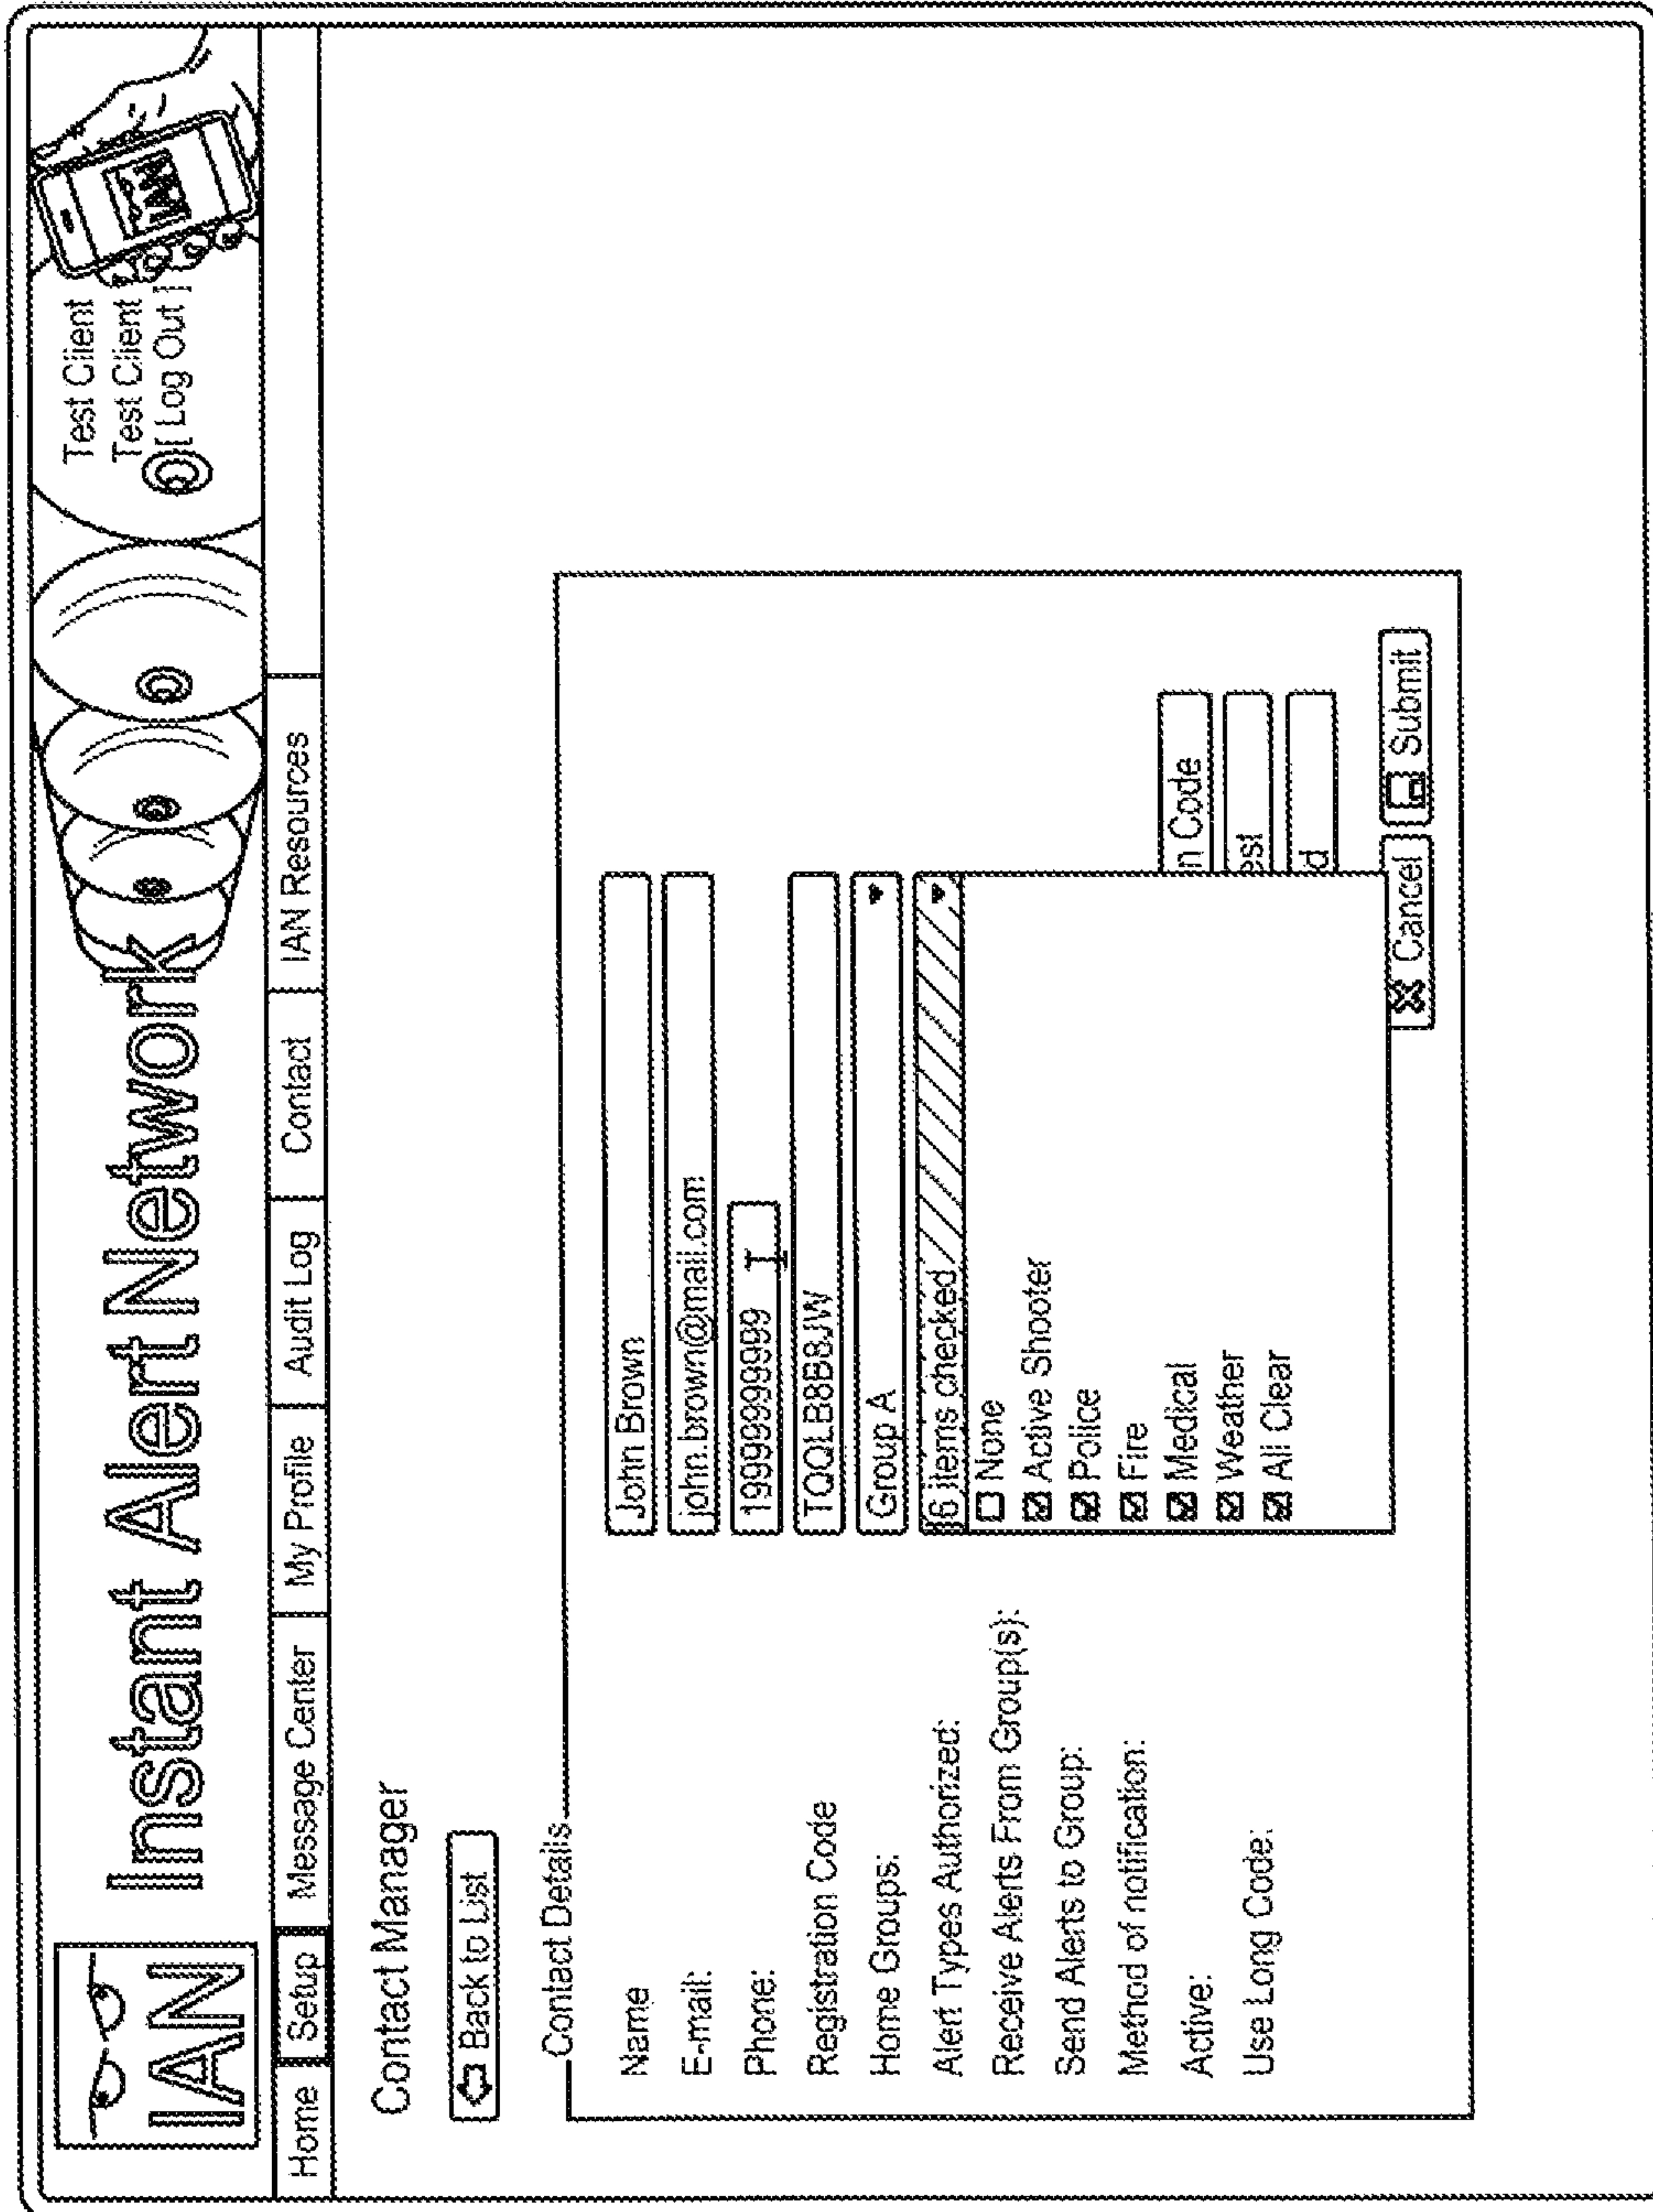 IAN
Instant Alert Network
Test Client
Test Client
[ Log Out ]
IAN
Home Setup Message Center My Profile Audit Log Contact IAN Resources
Contact Manager
Back to List
Contact Details
Name John Brown
E-mail: john.brown@mail.com
Phone: 19999999999
Registration Code TQQLB8B8JW
Home Groups: Group A
Alert Types Authorized: 6 items checked
None
Receive Alerts From Group(s):
Active Shooter
Send Alerts to Group:
Police
Method of notification:
Fire
Active:
Medical
n Code
Use Long Code:
Weather
est
All Clear
d
Cancel Submit